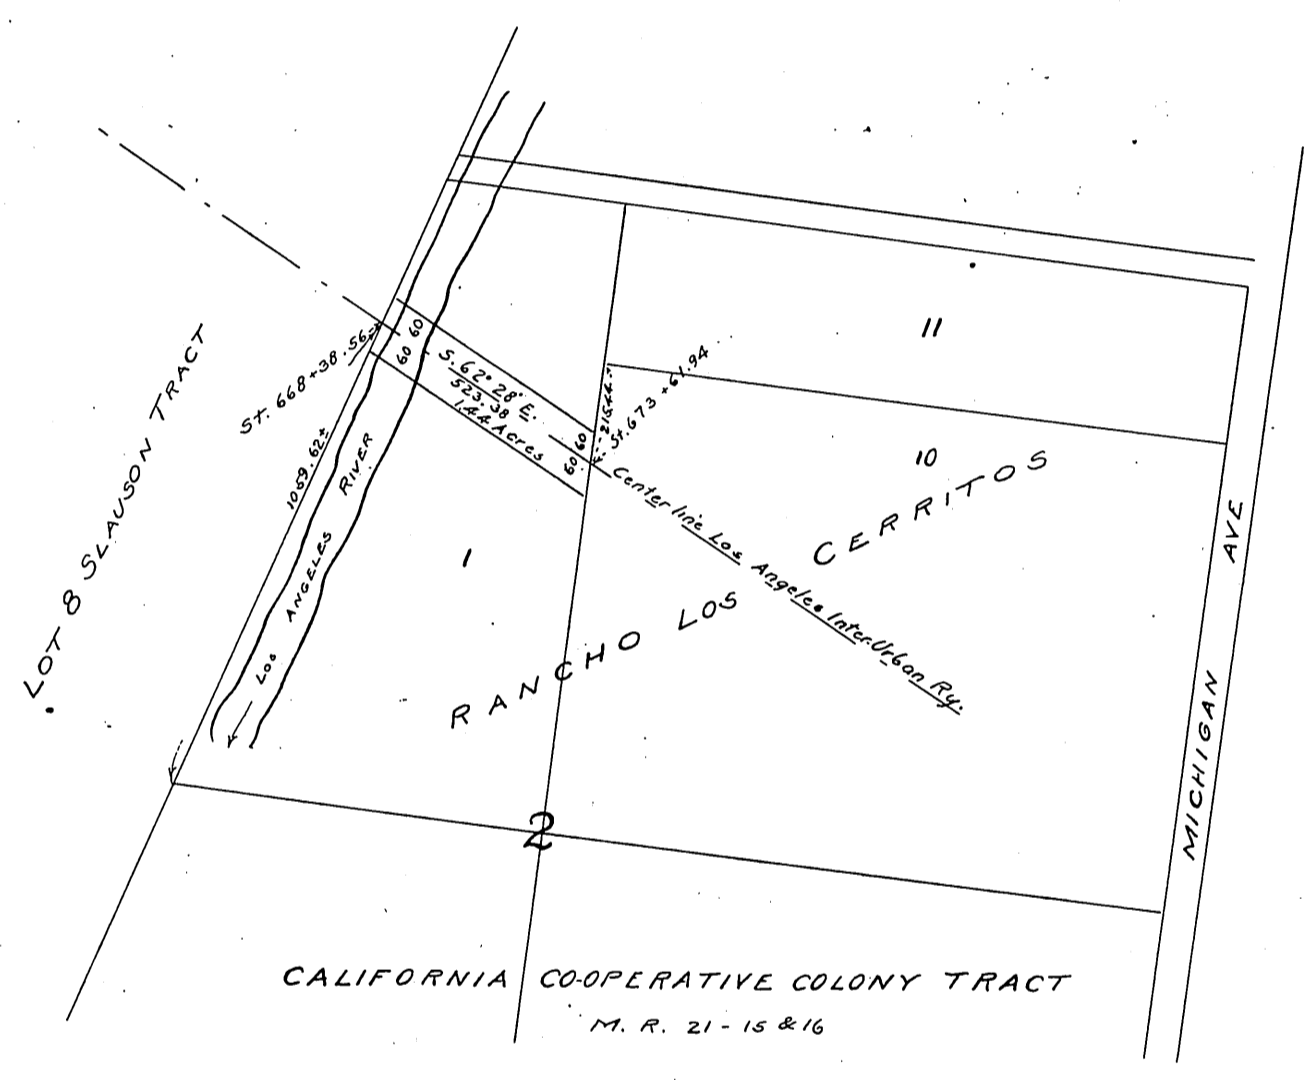 11
St. 668+38.56
60
60
S. 62° 28' E.
523.38
1.44 Acres
60
60
215.44
St. 673+61.94
10
LOT 8 SLAUSON TRACT
1059.62±
LOS ANGELES RIVER
1
Center line Los Angeles Inter-Urban Ry.
RANCHO LOS CERRITOS
MICHIGAN AVE
2
CALIFORNIA CO-OPERATIVE COLONY TRACT
M. R. 21 - 15 & 16